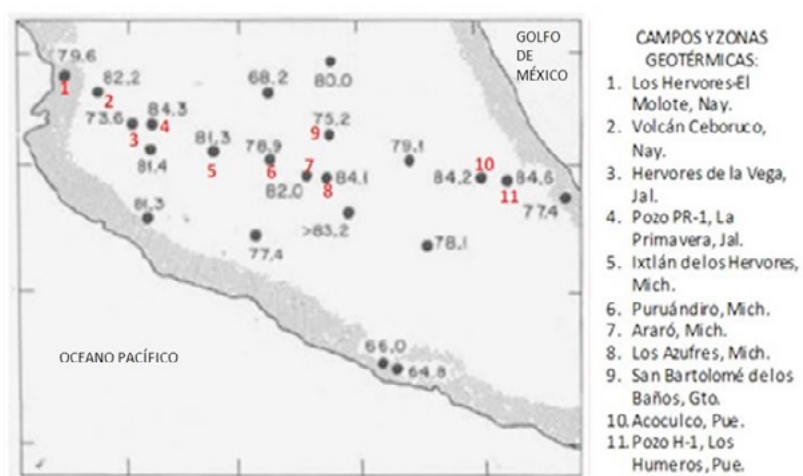 GOLFO
DE
MÉXICO
79.6
1
82.2
2
68.2
80.0
73.6
84.3
3
4
75.2
9
81.3
78.9
79.1
81.4
5
6
7
10
82.0
84.1
8
84.2
84.6
11
77.4
81.3
>83.2
77.4
78.1
OCEANO PACÍFICO
66.0
64.8
CAMPOS Y ZONAS
GEOTÉRMICAS:
1. Los Hervores-El
Molote, Nay.
2. Volcán Ceboruco,
Nay.
3. Hervores de la Vega,
Jal.
4. Pozo PR-1, La
Primavera, Jal.
5. Ixtlán de los Hervores,
Mich.
6. Puruándiro, Mich.
7. Araró, Mich.
8. Los Azufres, Mich.
9. San Bartolomé de los
Baños, Gto.
10. Acoculco, Pue.
11. Pozo H-1, Los
Humeros, Pue.